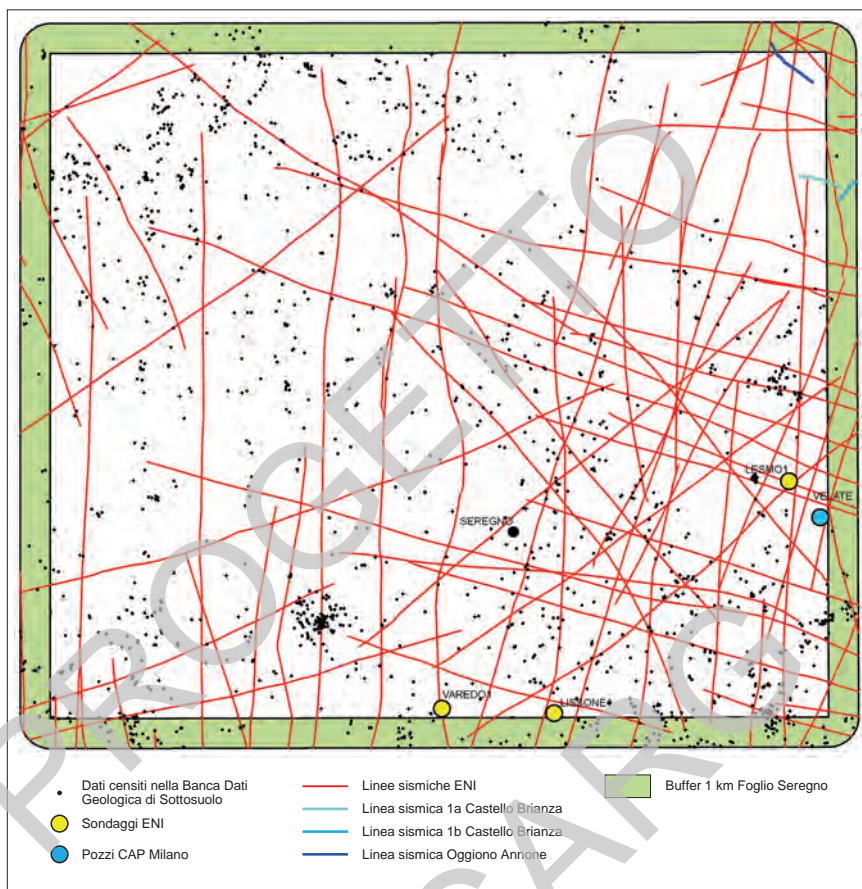 LESMO1
VEJATE
SEREGNO
VAREDO1
LISSONE1
Dati censiti nella Banca Dati
Geologica di Sottosuolo
Sondaggi ENI
Pozzi CAP Milano
Linee sismiche ENI
Linea sismica 1a Castello Brianza
Linea sismica 1b Castello Brianza
Linea sismica Oggiono Annone
Buffer 1 km Foglio Seregno
PROGETTO
CARG